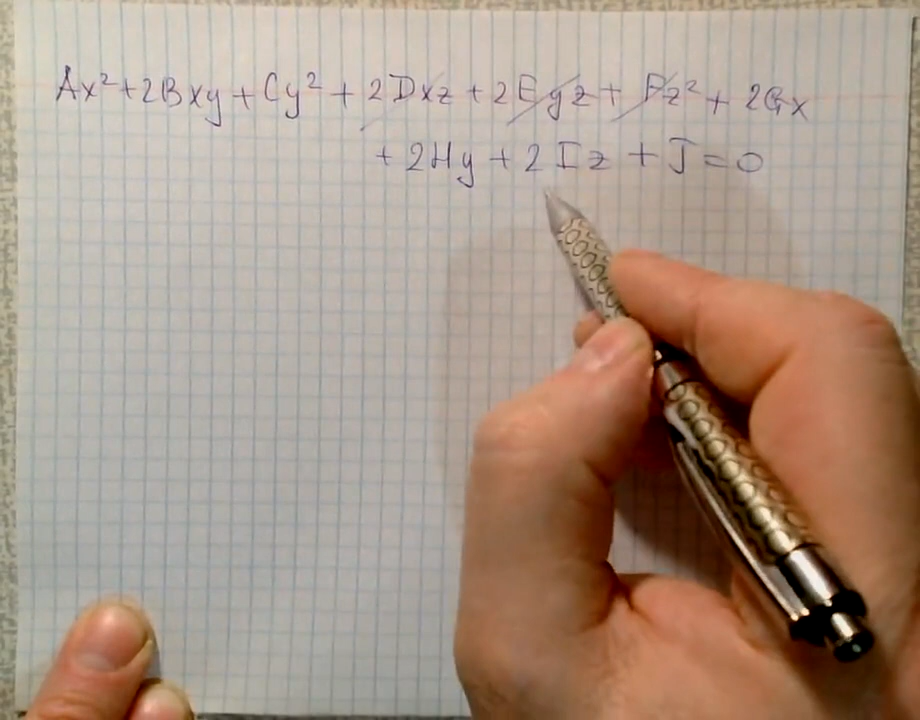 Ax² + 2Bxy + Cy² + 2Dxz + 2Eyz + Fz² + 2Gx
+ 2Hy + 2Iz + J = 0